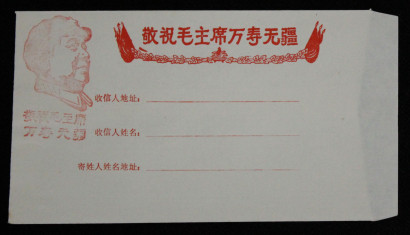 敬祝毛主席万寿无疆
敬祝毛主席
万寿无疆
收信人地址：
收信人姓名：
寄姓人姓名地址：